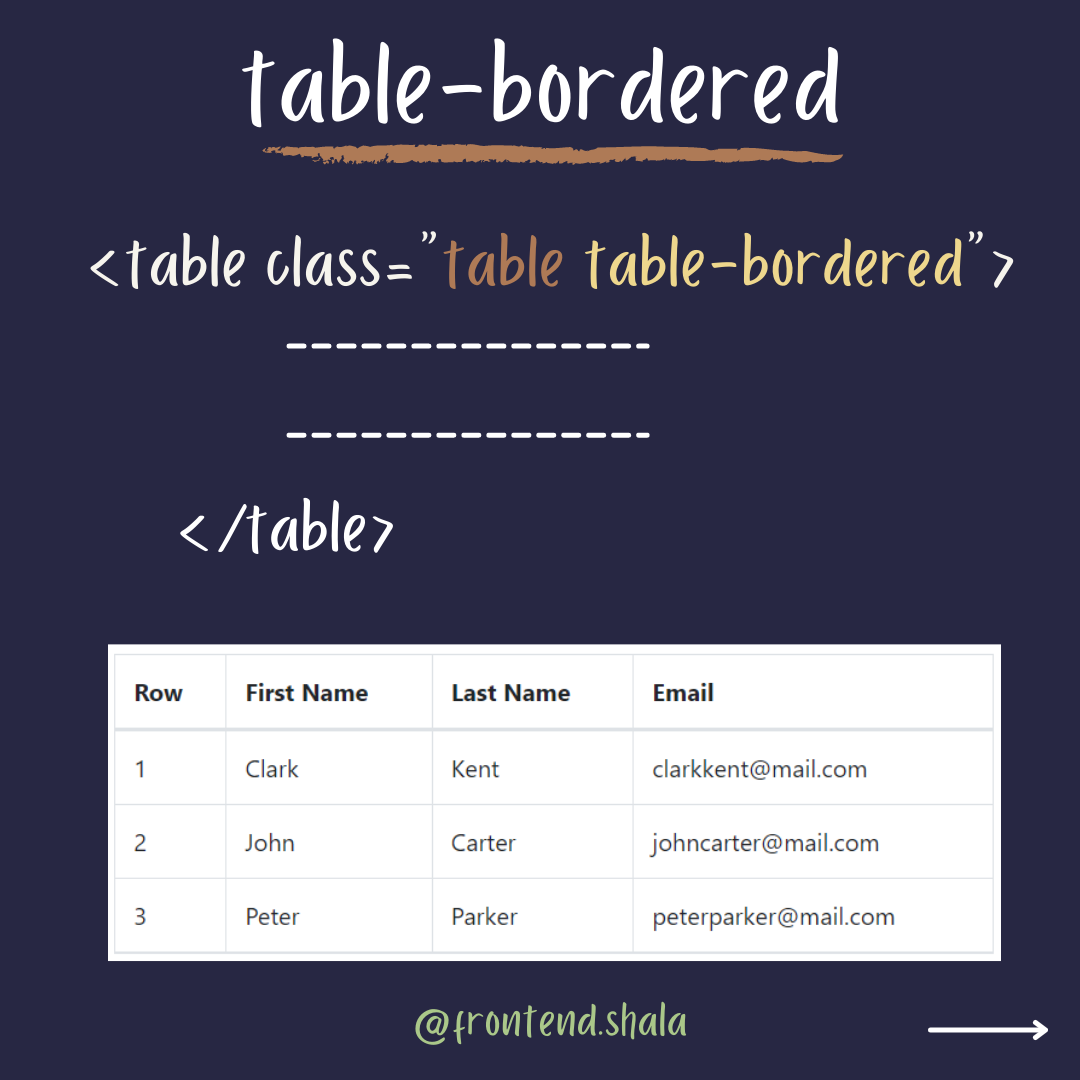 table-bordered
<table class="table table-bordered">
---------------
---------------
</table>
Row First Name Last Name Email
1 Clark Kent clarkkent@mail.com
2 John Carter johncarter@mail.com
3 Peter Parker peterparker@mail.com
@frontend.shala